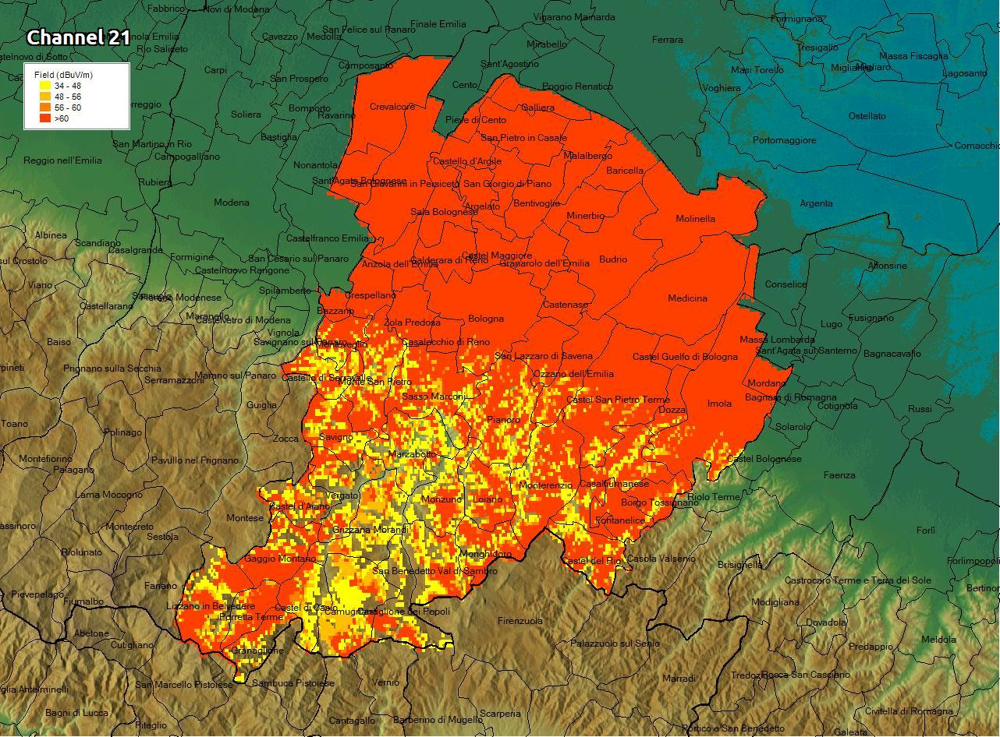 Channel 21
Field (dBuV/m)
34 - 48
48 - 56
56 - 60
>60
Fabbrico
Novi di Modena
Finale Emilia
Vigarano Mainarda
Formignana
San Felice sul Panaro
Cavezzo
Medolla
Ferrara
Mirabello
Tresigallo
Rio Saliceto
Massa Fiscaglia
Camposanto
Sant'Agostino
Masi Torello
Migliaro
Lagosanto
Carpi
San Prospero
Cento
Poggio Renatico
Voghiera
Soliera
Bomporto
Ravarino
Crevalcore
Galliera
Pieve di Cento
Ostellato
Bastiglia
San Pietro in Casale
Portomaggiore
San Martino in Rio
Campogalliano
Comacchio
Reggio nell'Emilia
Nonantola
Castello d'Argile
Malalbergo
Baricella
Rubiera
Sant'Agata Bolognese
San Giovanni in Persiceto
San Giorgio di Piano
Modena
Argelato
Bentivoglio
Argenta
Sala Bolognese
Minerbio
Molinella
Albinea
Scandiano
Casalgrande
Castelfranco Emilia
Formigine
San Cesario sul Panaro
Castel Maggiore
Calderara di Reno
Granarolo dell'Emilia
Budrio
Anzola dell'Emilia
Alfonsine
Castelnuovo Rangone
Viano
Conselice
Spilamberto
Crespellano
Sassuolo
Fiorano Modenese
Castellarano
Medicina
Castenaso
Bazzano
Maranello
Castelvetro di Modena
Bologna
Zola Predosa
Lugo
Fusignano
Vignola
Baiso
Savignano sul Panaro
Monteveglio
Casalecchio di Reno
Massa Lombarda
Sant'Agata sul Santerno
Bagnacavallo
San Lazzaro di Savena
Castel Guelfo di Bologna
Prignano sulla Secchia
Serramazzoni
Marano sul Panaro
Castello di Serravalle
Monte San Pietro
Ozzano dell'Emilia
Mordano
Sasso Marconi
Castel San Pietro Terme
Bagnara di Romagna
Guiglia
Dozza
Imola
Cotignola
Russi
Toano
Polinago
Pianoro
Solarolo
Zocca
Savigno
Montefiorino
Palagano
Pavullo nel Frignano
Marzabotto
Castel Bolognese
Faenza
Monterenzio
Casalfiumanese
Lama Mocogno
Vergato
Monzuno
Loiano
Borgo Tossignano
Riolo Terme
Castel d'Aiano
Montese
Fontanelice
Montecreto
Grizzana Morandi
Sestola
Forlì
Riolunato
Gaggio Montano
Monghidoro
Castel del Rio
Casola Valsenio
Brisighella
Forlimpopoli
San Benedetto Val di Sambro
Castrocaro Terme e Terra del Sole
Fanano
Pievepelago
Fiumalbo
Lizzano in Belvedere
Castel di Casio
Camugnano
Castiglione dei Pepoli
Porretta Terme
Modigliana
Firenzuola
Dovadola
Abetone
Cutigliano
Granaglione
Palazzuolo sul Senio
Predappio
Meldola
San Marcello Pistoiese
Sambuca Pistoiese
Vernio
Marradi
Tredozio
Rocca San Casciano
Bagni di Lucca
Piteglio
Cantagallo
Barberino di Mugello
Scarperia
Civitella di Romagna
Portico e San Benedetto
Galeata